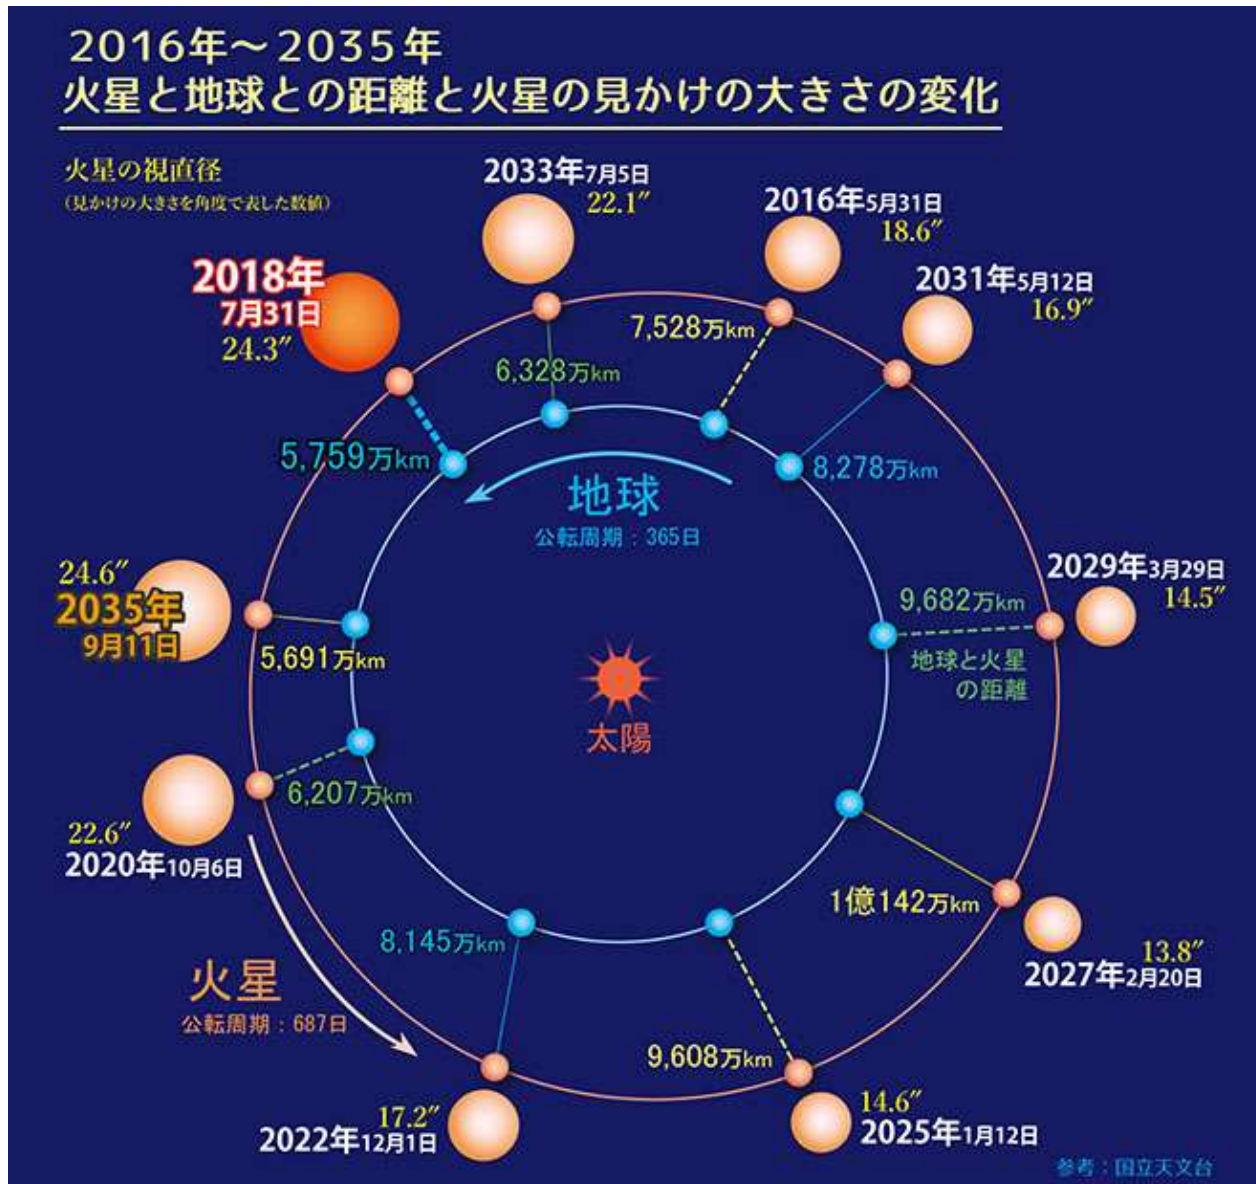 2016年～2035年
火星と地球との距離と火星の見かけの大きさの変化
火星の視直径
（見かけの大きさを角度で表した数値）
2033年7月5日
22.1″
2016年5月31日
18.6″
2018年
7月31日
24.3″
2031年5月12日
16.9″
7,528万km
6,328万km
5,759万km
8,278万km
地球
公転周期：365日
24.6″
2035年
9月11日
2029年3月29日
14.5″
9,682万km
地球と火星
の距離
5,691万km
太陽
6,207万km
22.6″
2020年10月6日
1億142万km
13.8″
2027年2月20日
8,145万km
火星
公転周期：687日
9,608万km
17.2″
2022年12月1日
14.6″
2025年1月12日
参考：国立天文台